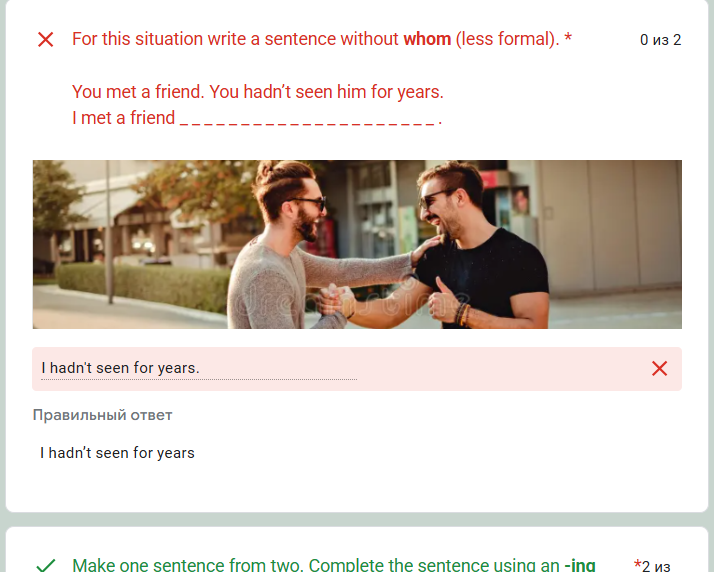 For this situation write a sentence without whom (less formal). *
0 из 2
You met a friend. You hadn’t seen him for years.
I met a friend _ _ _ _ _ _ _ _ _ _ _ _ _ _ _ _ _ _ _ _ _ .
dreamstime
I hadn't seen for years.
Правильный ответ
I hadn’t seen for years
Make one sentence from two. Complete the sentence using an -ing
*2 из